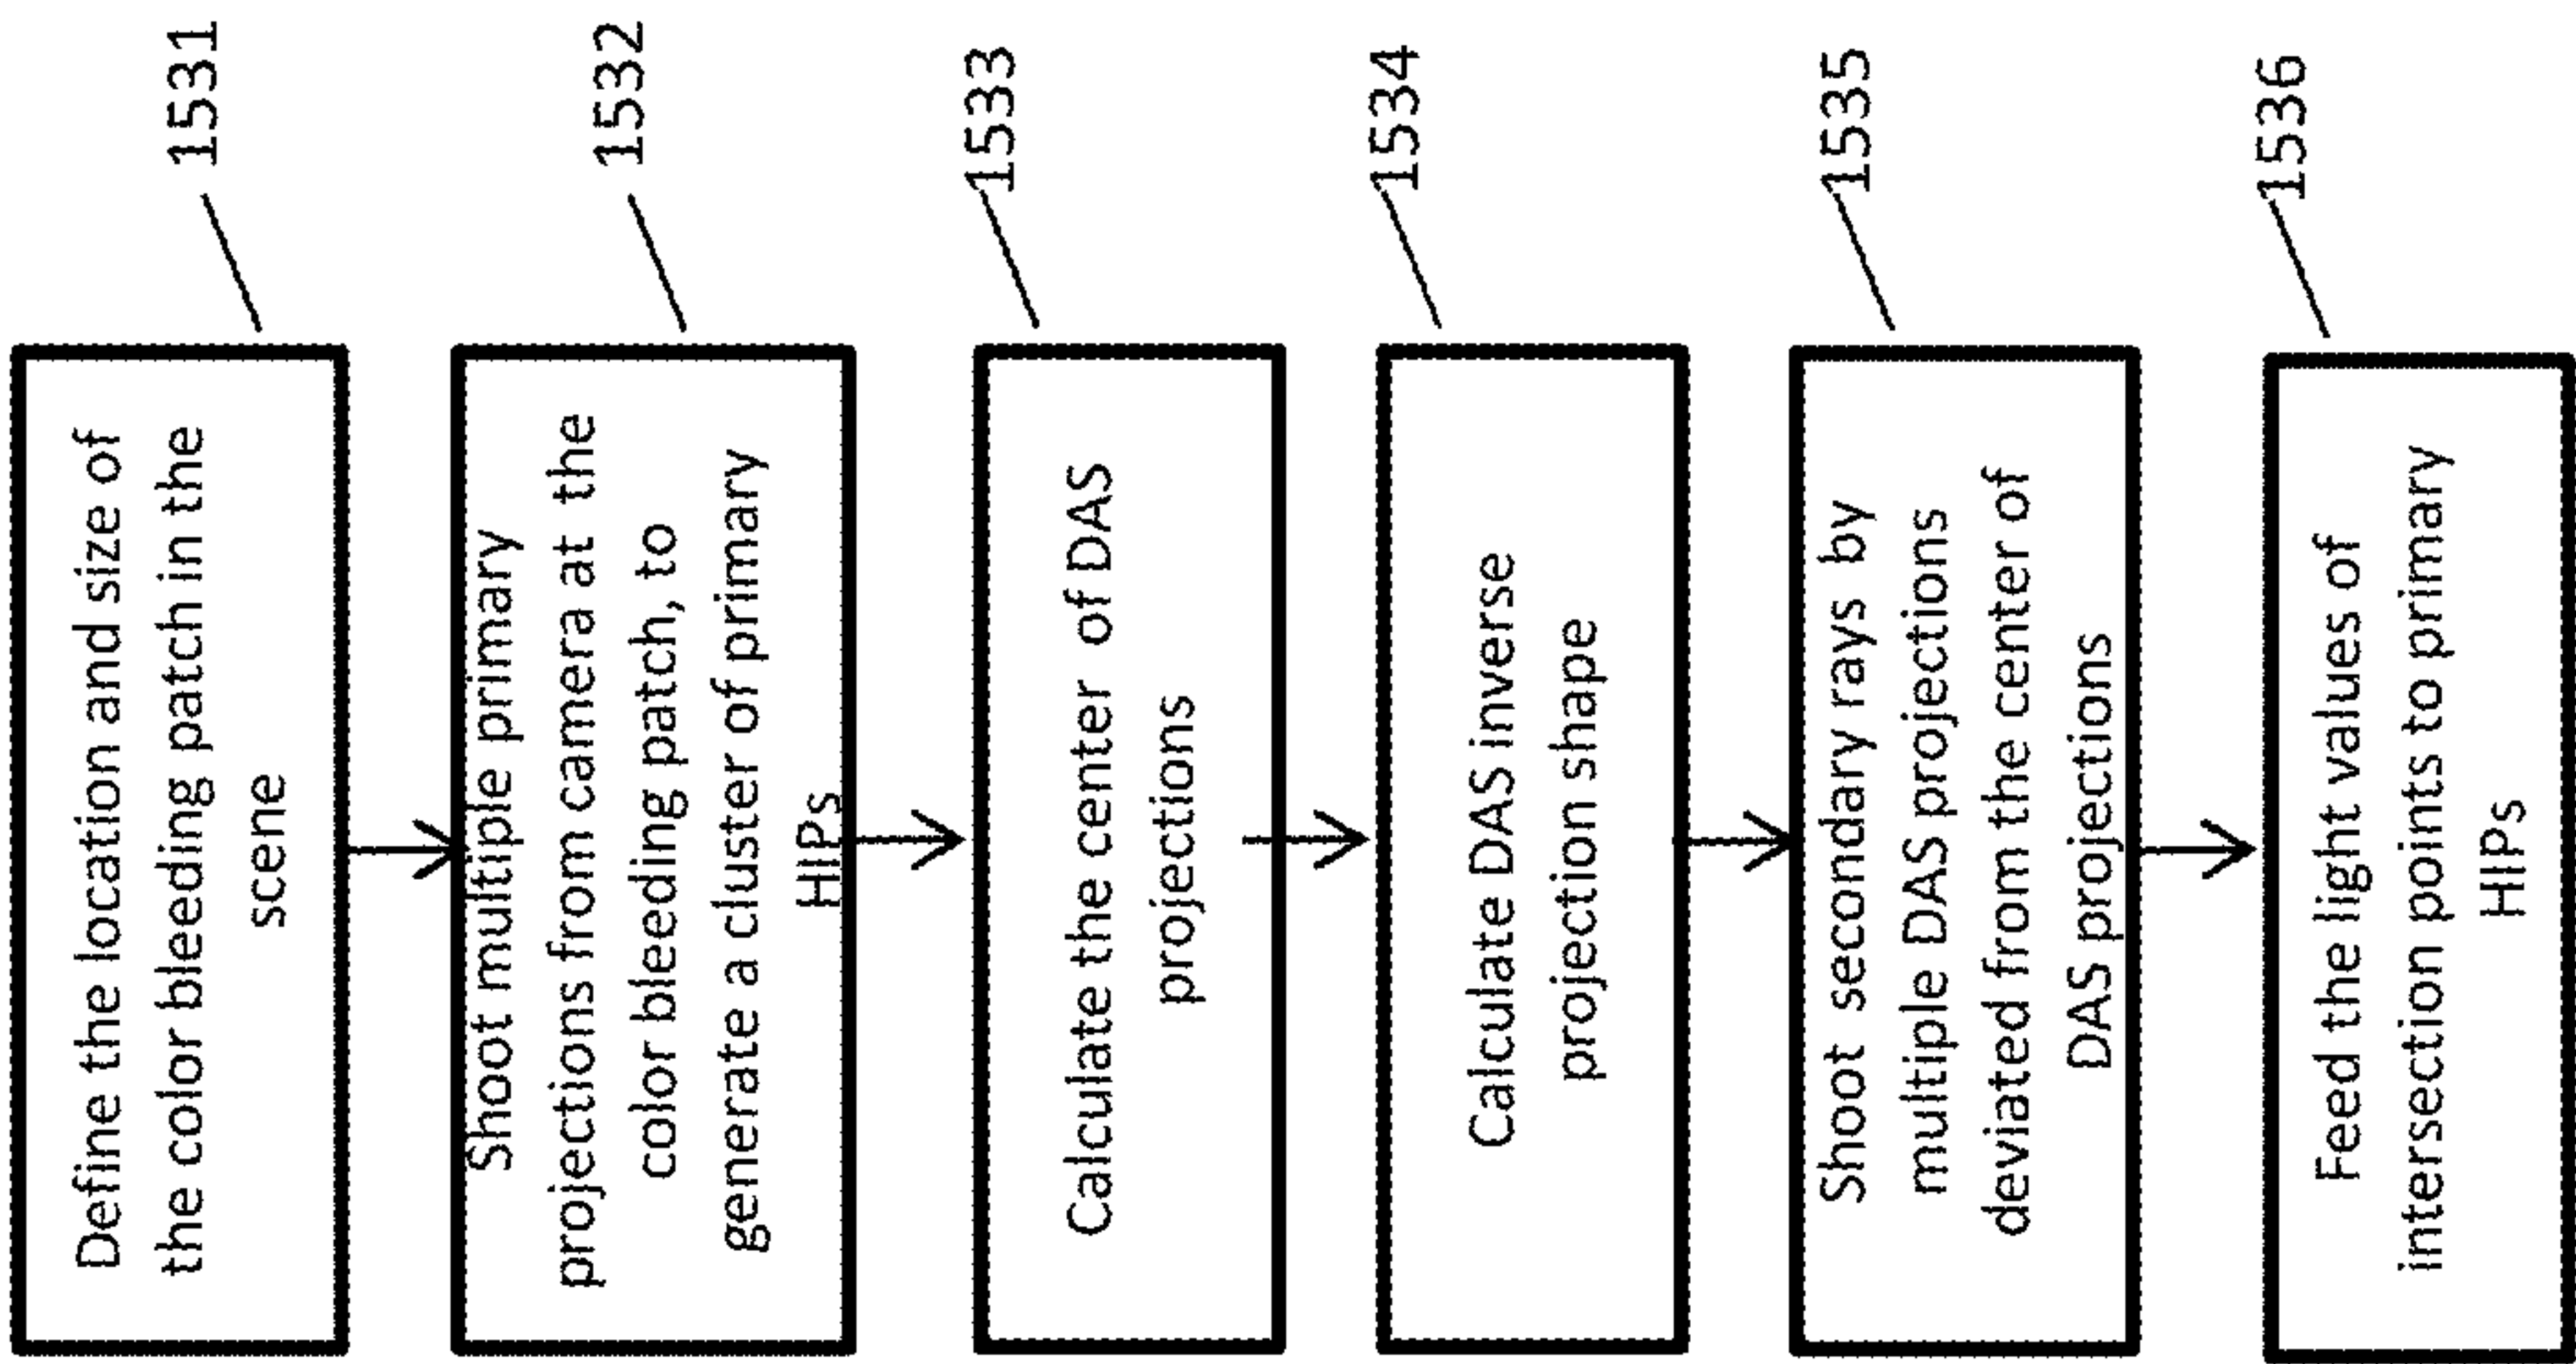 Define the location and size of
the color bleeding patch in the
scene
1531
Shoot multiple primary
projections from camera at the
color bleeding patch, to
generate a cluster of primary
HIPs
1532
Calculate the center of DAS
projections
1533
Calculate DAS inverse
projection shape
1534
Shoot secondary rays by
multiple DAS projections
deviated from the center of
DAS projections
1535
Feed the light values of
intersection points to primary
HIPs
1536